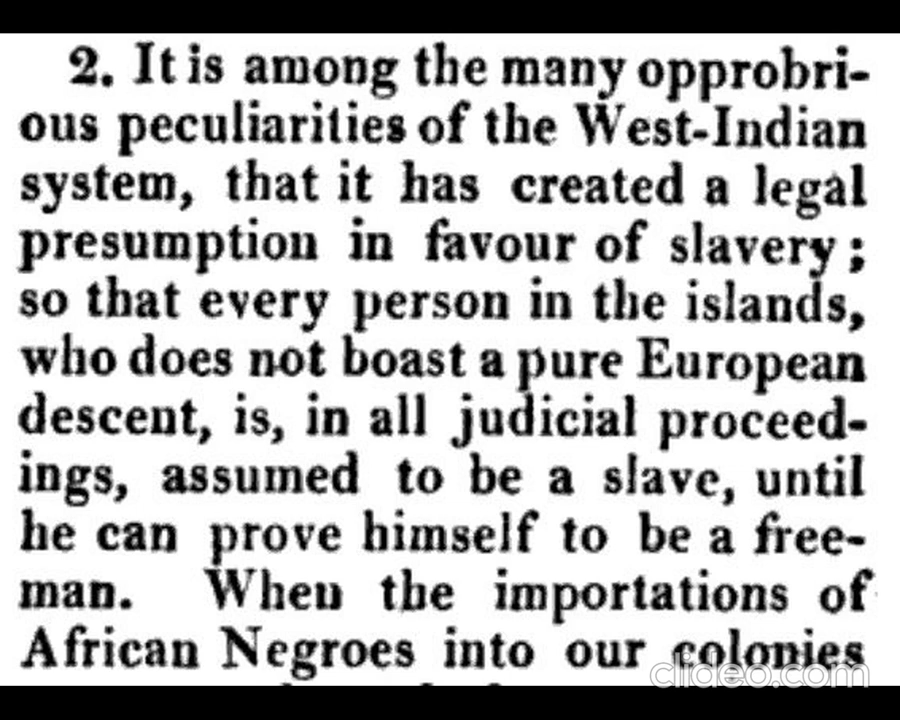 2. It is among the many opprobri-
ous peculiarities of the West-Indian
system, that it has created a legal
presumption in favour of slavery;
so that every person in the islands,
who does not boast a pure European
descent, is, in all judicial proceed-
ings, assumed to be a slave, until
he can prove himself to be a free-
man. When the importations of
African Negroes into our colonies
clideo.com